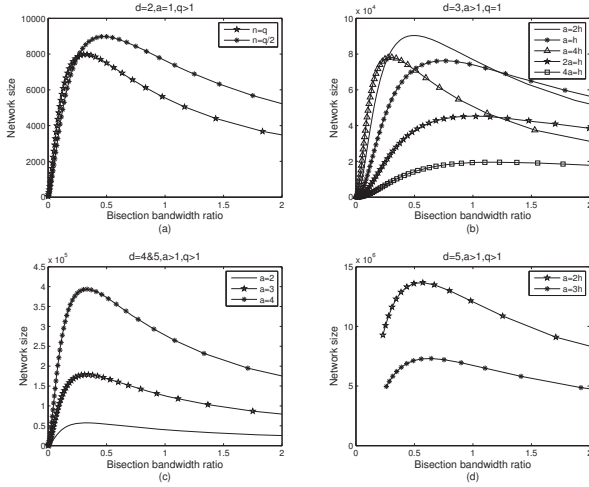 d=2,a=1,q>1
10000
8000
6000
4000
2000
0
Network size
n=q
n=q/2
0 0.5 1 1.5 2
Bisection bandwidth ratio
(a)
d=3,a>1,q=1
x 10^4
10
8
6
4
2
0
Network size
a=2h
a=h
a=4h
2a=h
4a=h
0 0.5 1 1.5 2
Bisection bandwidth ratio
(b)
d=4&5,a>1,q>1
x 10^5
4.5
4
3.5
3
2.5
2
1.5
1
0.5
0
Network size
a=2
a=3
a=4
0 0.5 1 1.5 2
Bisection bandwidth ratio
(c)
d=5,a>1,q>1
x 10^6
15
10
5
0
Network size
a=2h
a=3h
0 0.5 1 1.5 2
Bisection bandwidth ratio
(d)